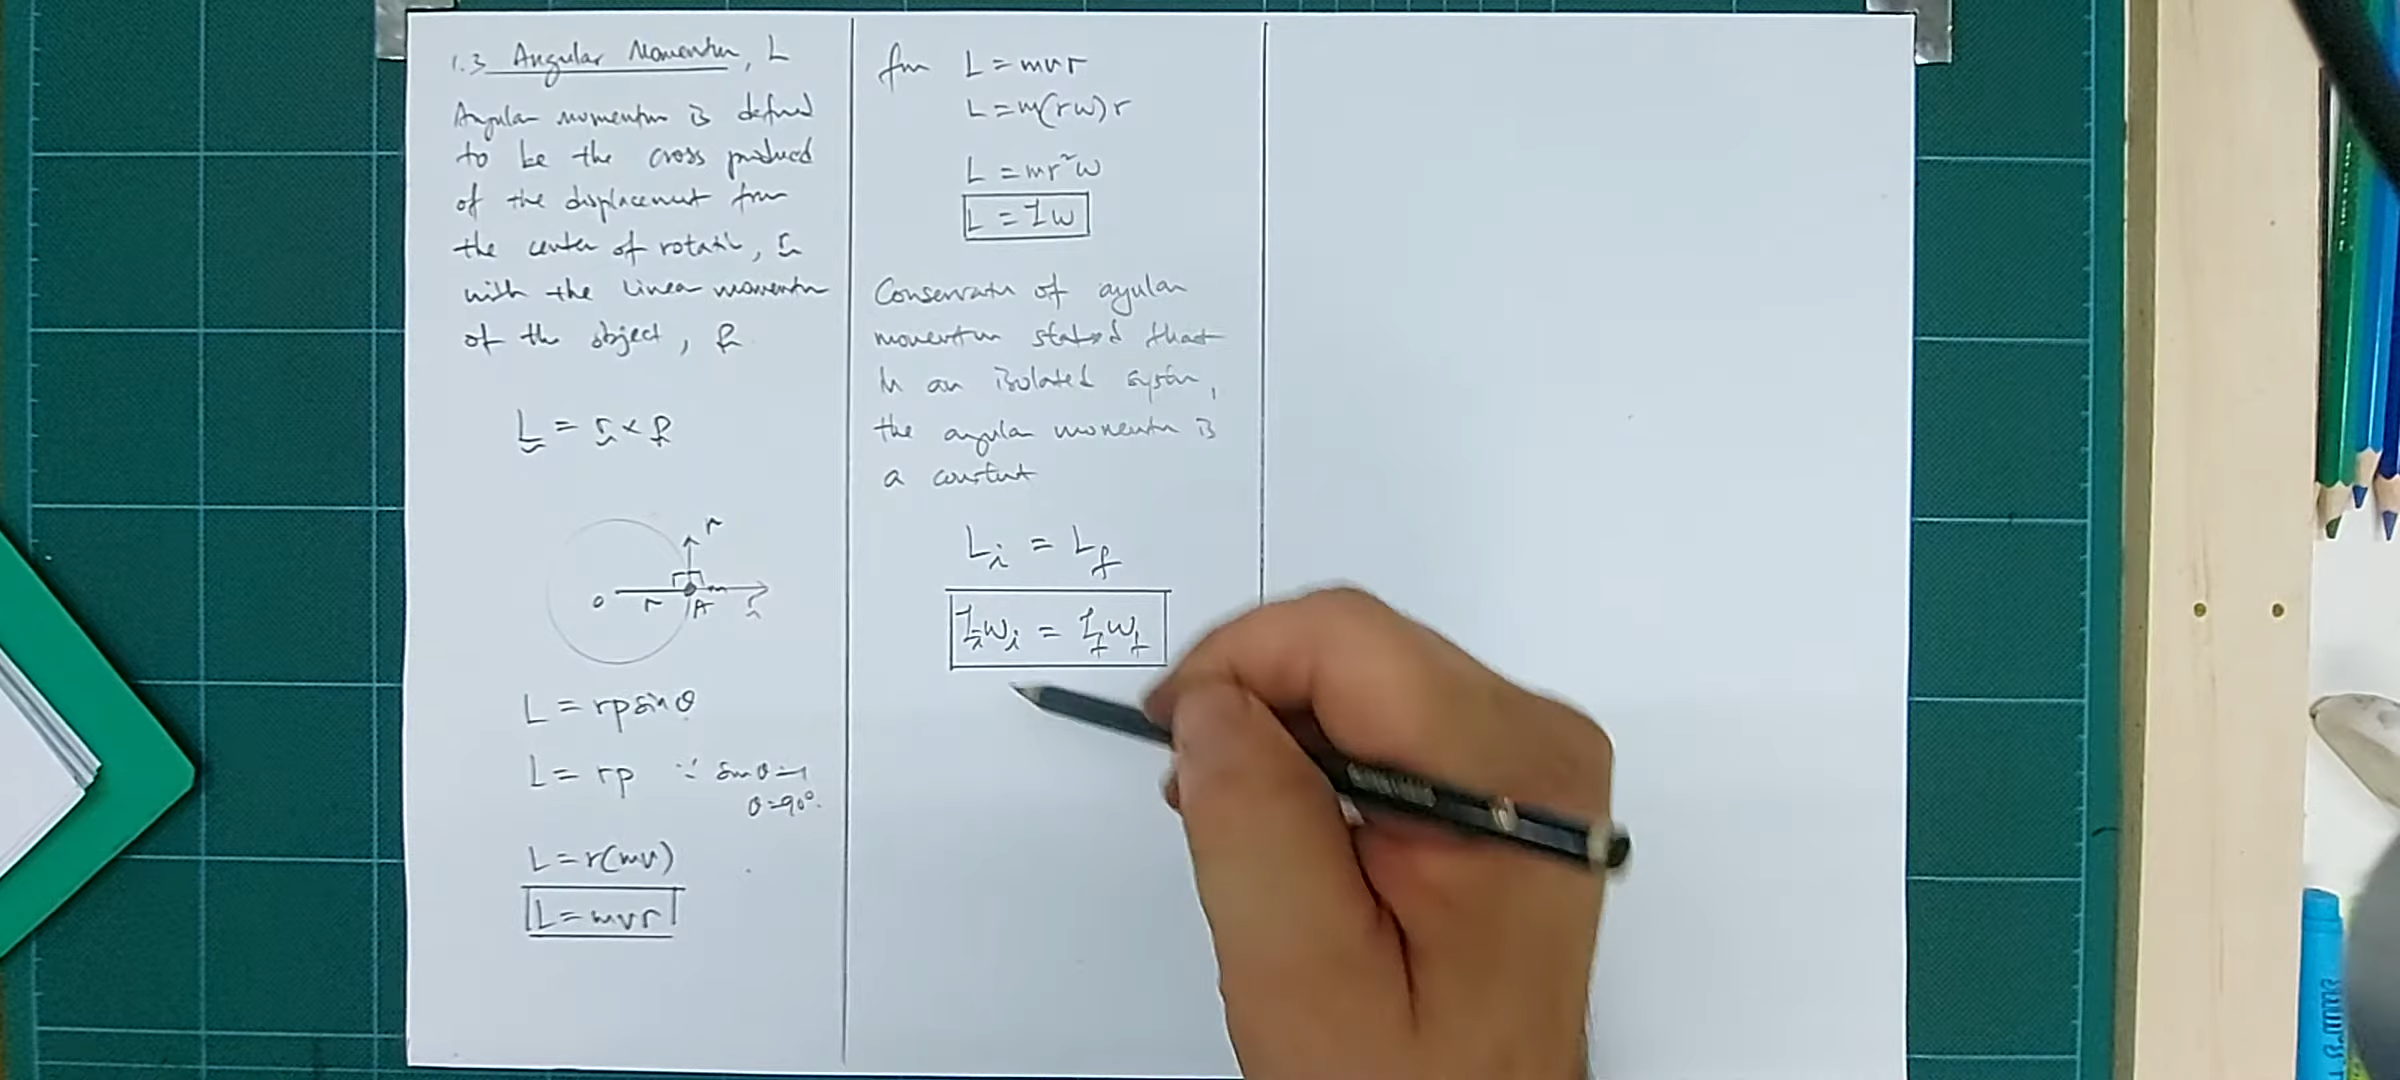 1.3 Angular Momentum, L
Angular momentum is defined
to be the cross product
of the displacement from
the center of rotation, r
with the linear momentum
of the object, p
L = r × p
r
o r A m r
L = rp sin θ
L = rp ∵ sin θ = 1
θ = 90°.
L = r(mv)
L = mvr
from L = mvr
L = m(rω)r
L = mr²ω
L = Iω
Conservation of angular
momentum stated that
in an isolated system,
the angular momentum is
a constant
Lᵢ = L_f
Iᵢωᵢ = I_fω_f